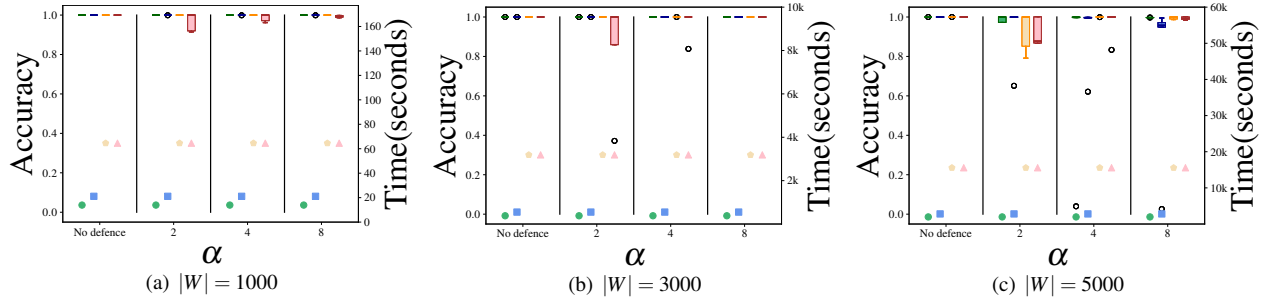 Accuracy
1.0
0.8
0.6
0.4
0.2
0.0
160
140
120
100
80
60
40
20
0
Time(seconds)
No defence 2 4 8
α
(a) |W| = 1000
Accuracy
1.0
0.8
0.6
0.4
0.2
0.0
10k
8k
6k
4k
2k
Time(seconds)
No defence 2 4 8
α
(b) |W| = 3000
Accuracy
1.0
0.8
0.6
0.4
0.2
0.0
60k
50k
40k
30k
20k
10k
Time(seconds)
No defence 2 4 8
α
(c) |W| = 5000